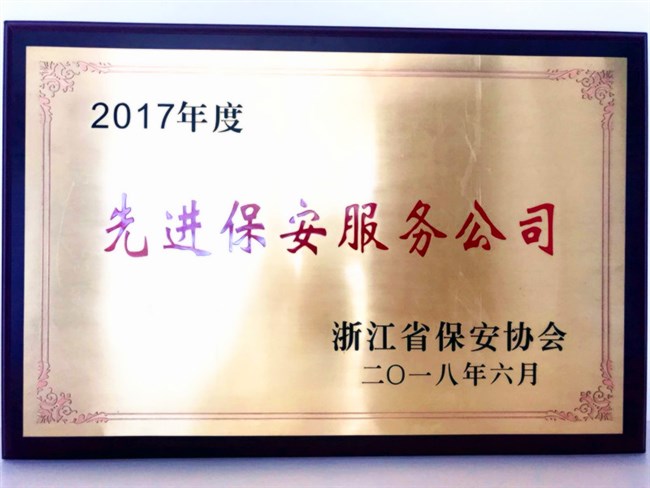 2017年度
先进保安服务公司
浙江省保安协会
二〇一八年六月